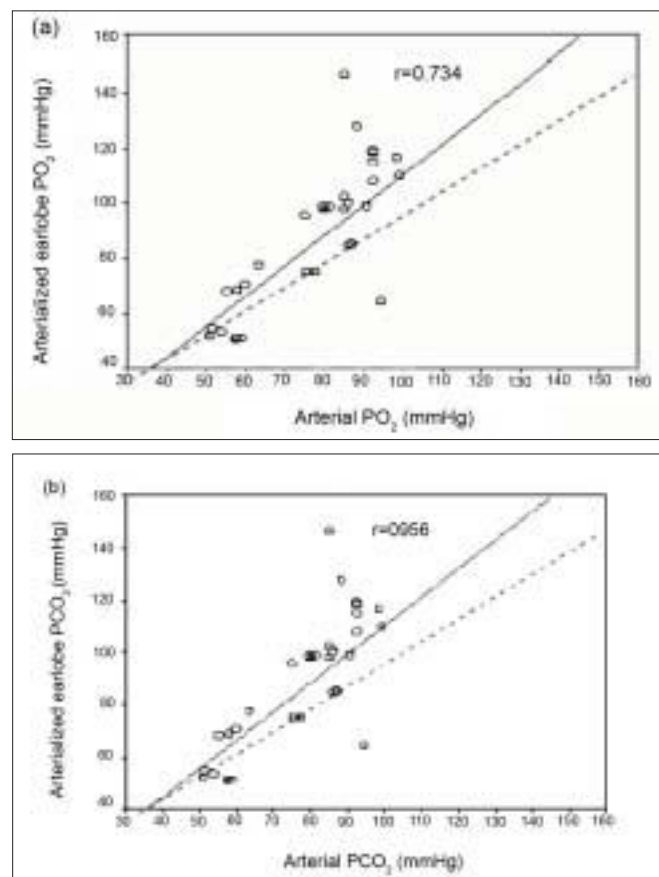 (a)
r=0.734
Arterialized earlobe PO₂ (mmHg)
160
140
120
100
80
60
40
30 40 50 60 70 80 90 100 110 120 130 140 150 160
Arterial PO₂ (mmHg)
(b)
r=0956
Arterialized earlobe PCO₂ (mmHg)
160
140
120
100
80
60
40
30 40 50 60 70 80 90 100 110 120 130 140 150 160
Arterial PCO₂ (mmHg)